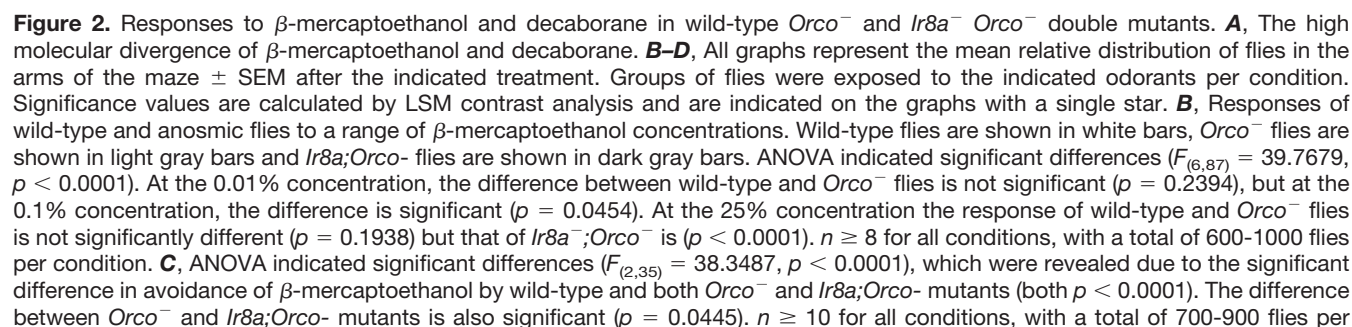 Figure 2. Responses to β-mercaptoethanol and decaborane in wild-type Orco⁻ and Ir8a⁻ Orco⁻ double mutants. A, The high
molecular divergence of β-mercaptoethanol and decaborane. B–D, All graphs represent the mean relative distribution of flies in the
arms of the maze ± SEM after the indicated treatment. Groups of flies were exposed to the indicated odorants per condition.
Significance values are calculated by LSM contrast analysis and are indicated on the graphs with a single star. B, Responses of
wild-type and anosmic flies to a range of β-mercaptoethanol concentrations. Wild-type flies are shown in white bars, Orco⁻ flies are
shown in light gray bars and Ir8a;Orco- flies are shown in dark gray bars. ANOVA indicated significant differences (F(6,87) = 39.7679,
p < 0.0001). At the 0.01% concentration, the difference between wild-type and Orco⁻ flies is not significant (p = 0.2394), but at the
0.1% concentration, the difference is significant (p = 0.0454). At the 25% concentration the response of wild-type and Orco⁻ flies
is not significantly different (p = 0.1938) but that of Ir8a⁻;Orco⁻ is (p < 0.0001). n ≥ 8 for all conditions, with a total of 600-1000 flies
per condition. C, ANOVA indicated significant differences (F(2,35) = 38.3487, p < 0.0001), which were revealed due to the significant
difference in avoidance of β-mercaptoethanol by wild-type and both Orco⁻ and Ir8a;Orco- mutants (both p < 0.0001). The difference
between Orco⁻ and Ir8a;Orco- mutants is also significant (p = 0.0445). n ≥ 10 for all conditions, with a total of 700-900 flies per